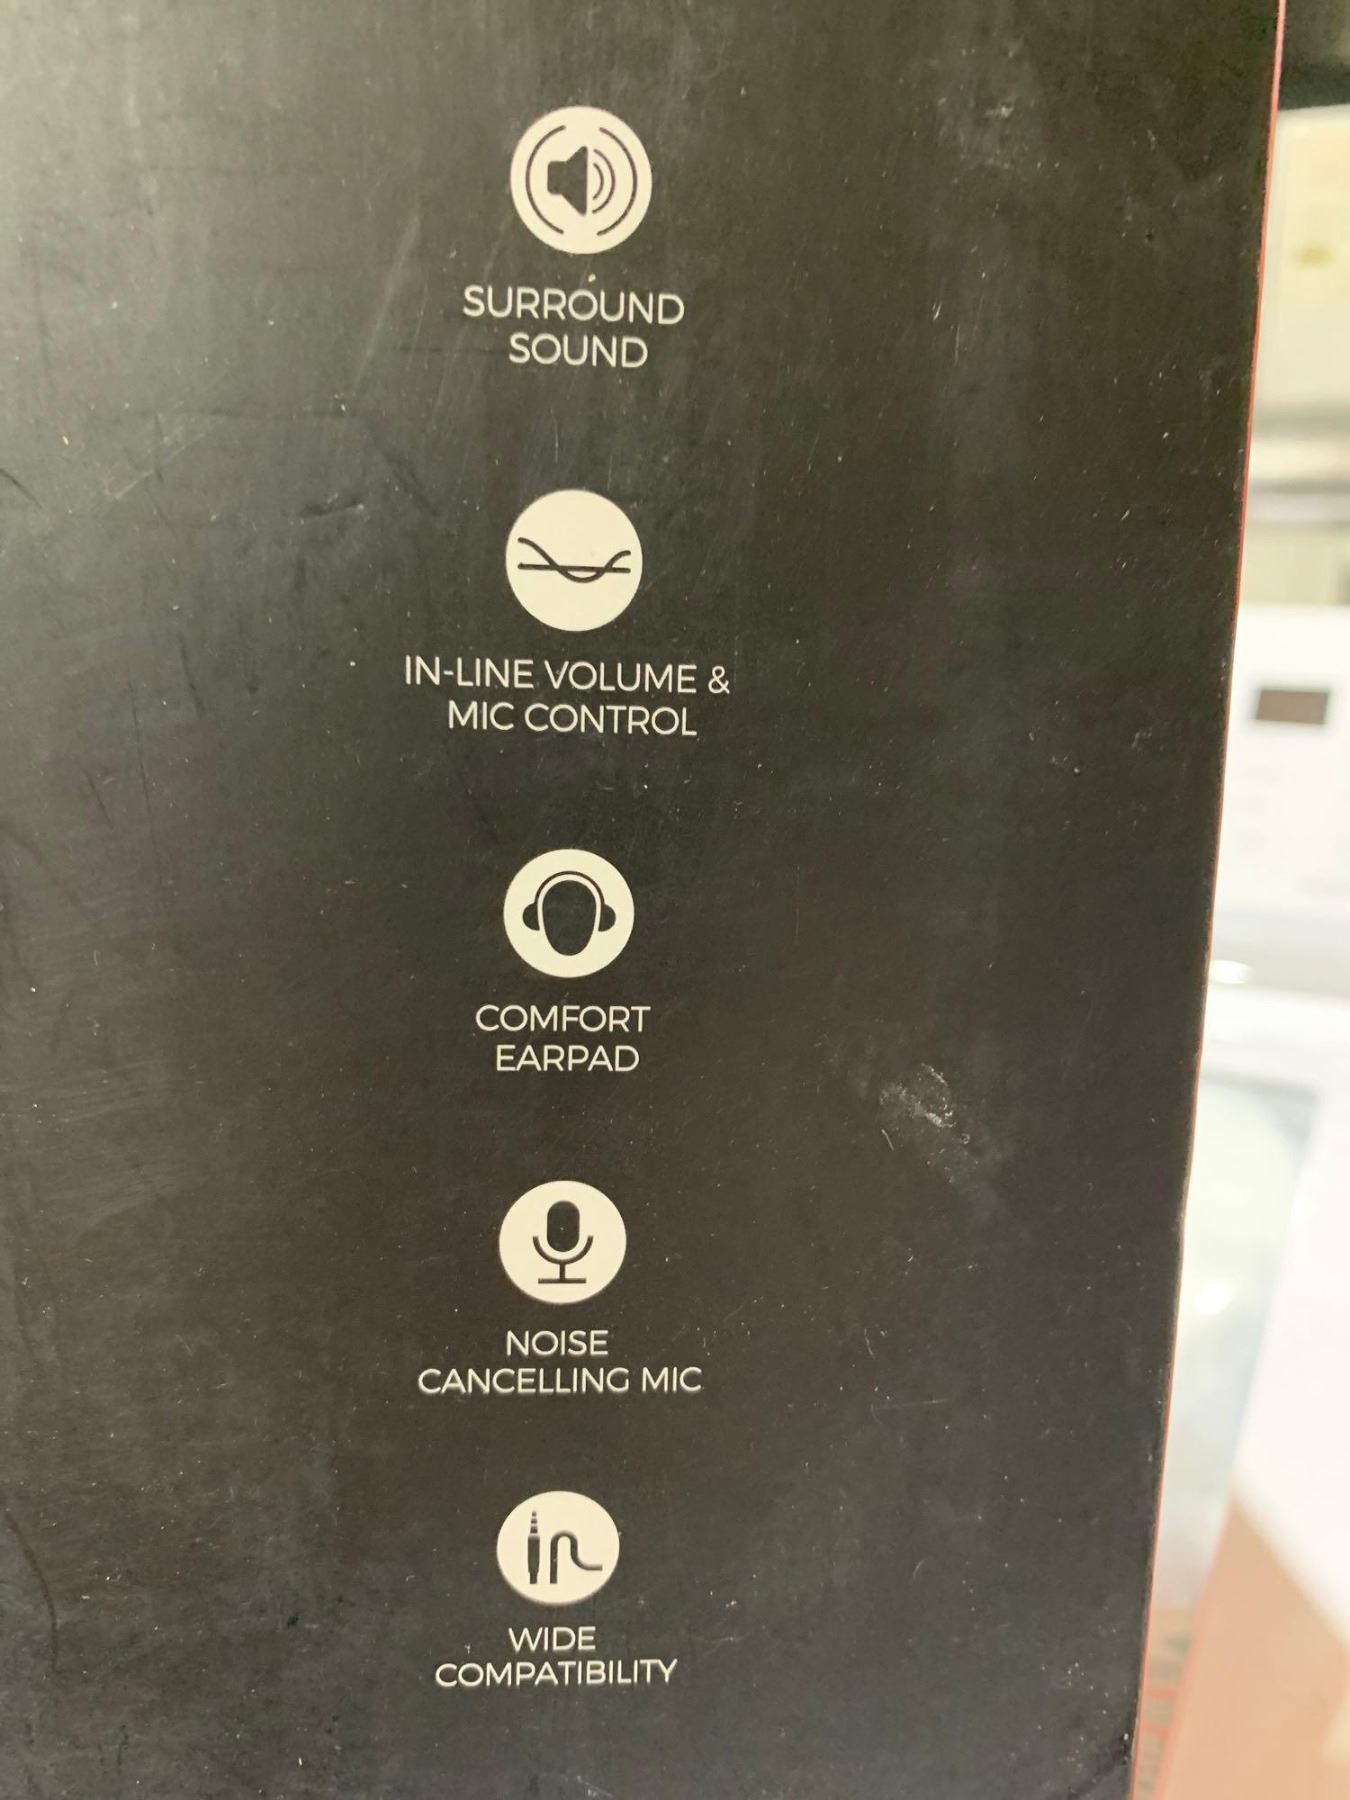 SURROUND
SOUND
IN-LINE VOLUME &
MIC CONTROL
COMFORT
EARPAD
NOISE
CANCELLING MIC
WIDE
COMPATIBILITY